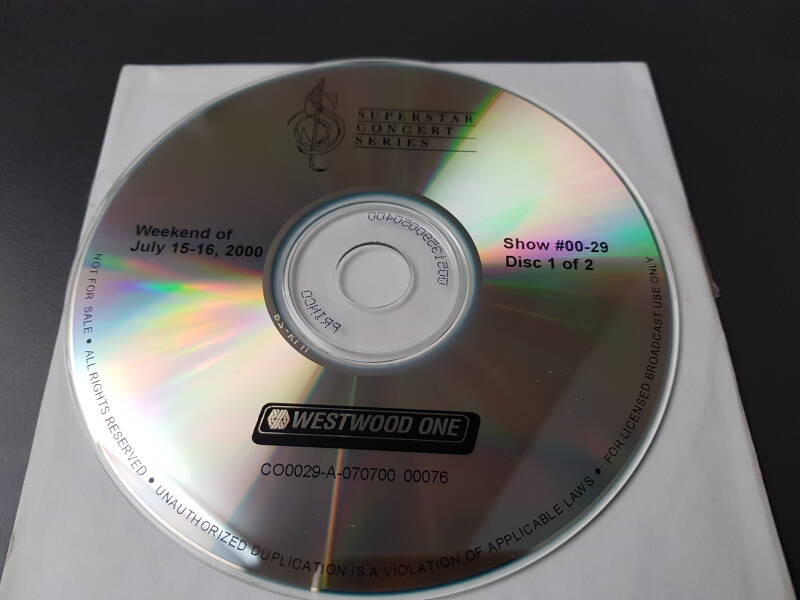 SUPERSTAR
CONCERT
SERIES
Weekend of
July 15-16, 2000
Show #00-29
Disc 1 of 2
WESTWOOD ONE
CO0029-A-070700 00076
NOT FOR SALE • ALL RIGHTS RESERVED • UNAUTHORIZED DUPLICATION IS A VIOLATION OF APPLICABLE LAWS • FOR LICENSED BROADCAST USE ONLY